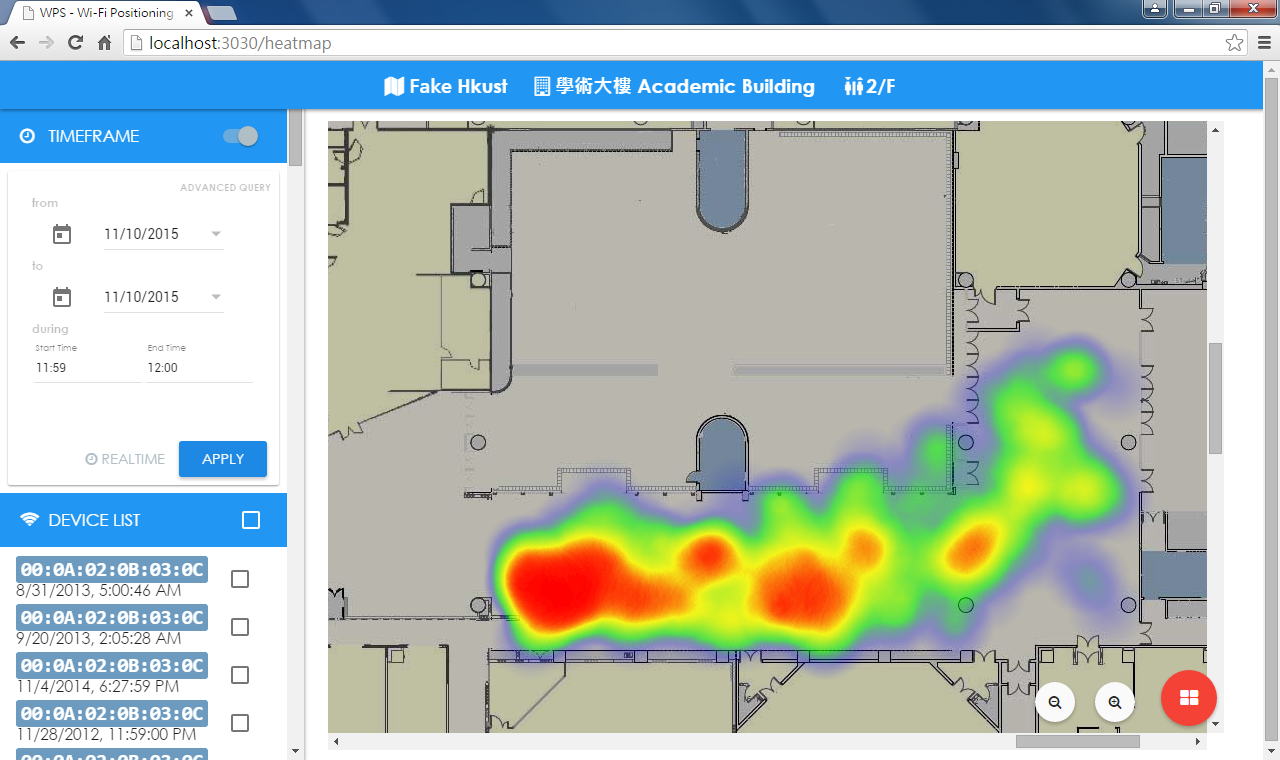 WPS - Wi-Fi Positioning
localhost:3030/heatmap
Fake Hkust 學術大樓 Academic Building 2/F
TIMEFRAME
ADVANCED QUERY
from
11/10/2015
to
11/10/2015
during
Start Time End Time
11:59 12:00
REALTIME APPLY
DEVICE LIST
00:0A:02:0B:03:0C
8/31/2013, 5:00:46 AM
00:0A:02:0B:03:0C
9/20/2013, 2:05:28 AM
00:0A:02:0B:03:0C
11/4/2014, 6:27:59 PM
00:0A:02:0B:03:0C
11/28/2012, 11:59:00 PM